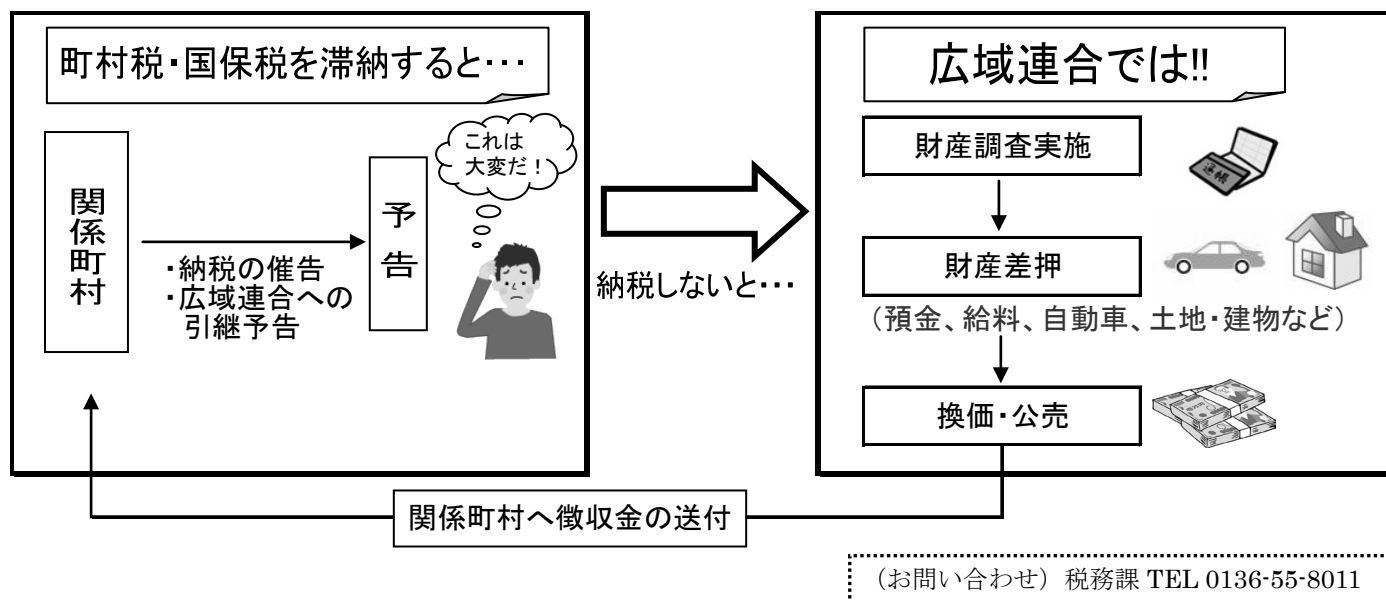 町村税・国保税を滞納すると・・・
関係町村
・納税の催告
・広域連合への
引継予告
予告
これは
大変だ！
納税しないと・・・
広域連合では!!
財産調査実施
通帳
財産差押
（預金、給料、自動車、土地・建物など）
換価・公売
関係町村へ徴収金の送付
（お問い合わせ）税務課 TEL 0136-55-8011